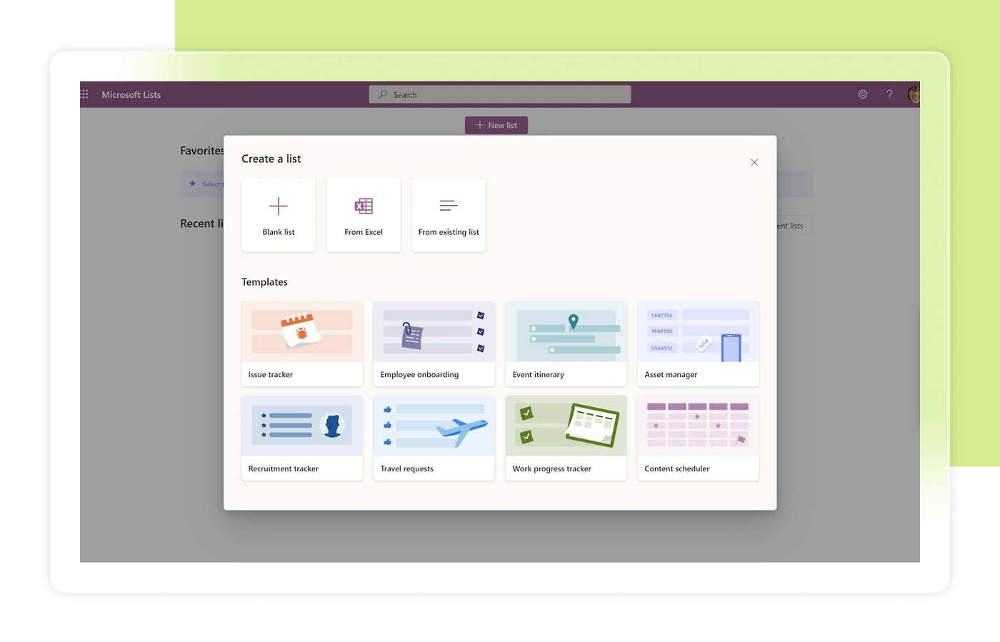 Microsoft Lists
Search
New list
Favorites
Select
Create a list
Blank list
From Excel
From existing list
Recent li
ent lists
Templates
5687156
1649786
5564512
3254
Issue tracker
Employee onboarding
Event itinerary
Asset manager
Recruitment tracker
Travel requests
Work progress tracker
Content scheduler